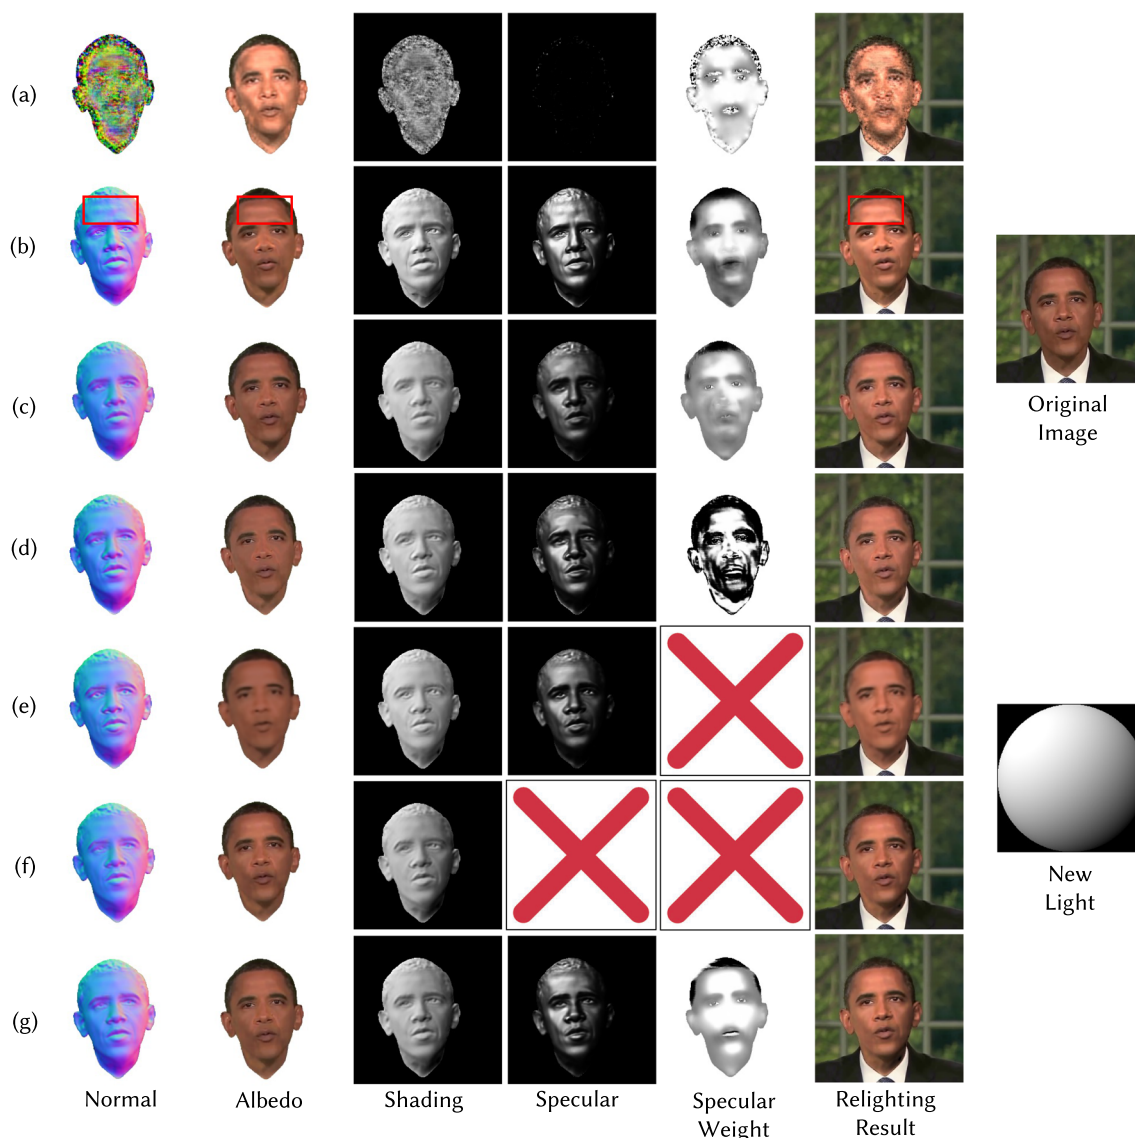 (a)
(b)
(c)
Original
Image
(d)
(e)
(f)
New
Light
(g)
Normal
Albedo
Shading
Specular
Specular
Weight
Relighting
Result